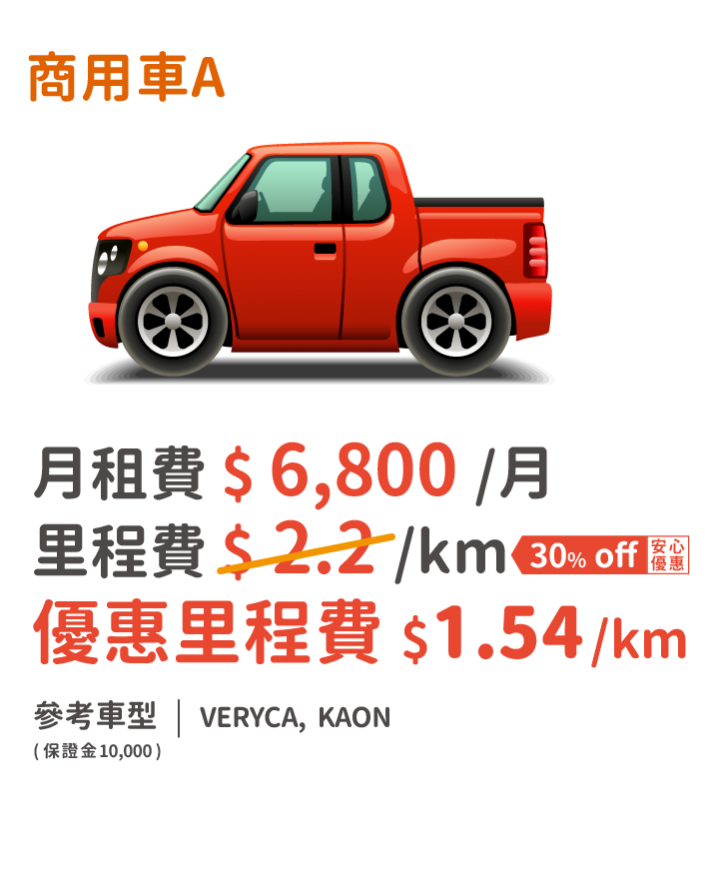 商用車A
月租費 $ 6,800 /月
里程費 $ 2.2 /km 30% off 安心優惠
優惠里程費 $1.54/km
參考車型 | VERYCA, KAON
( 保證金10,000 )